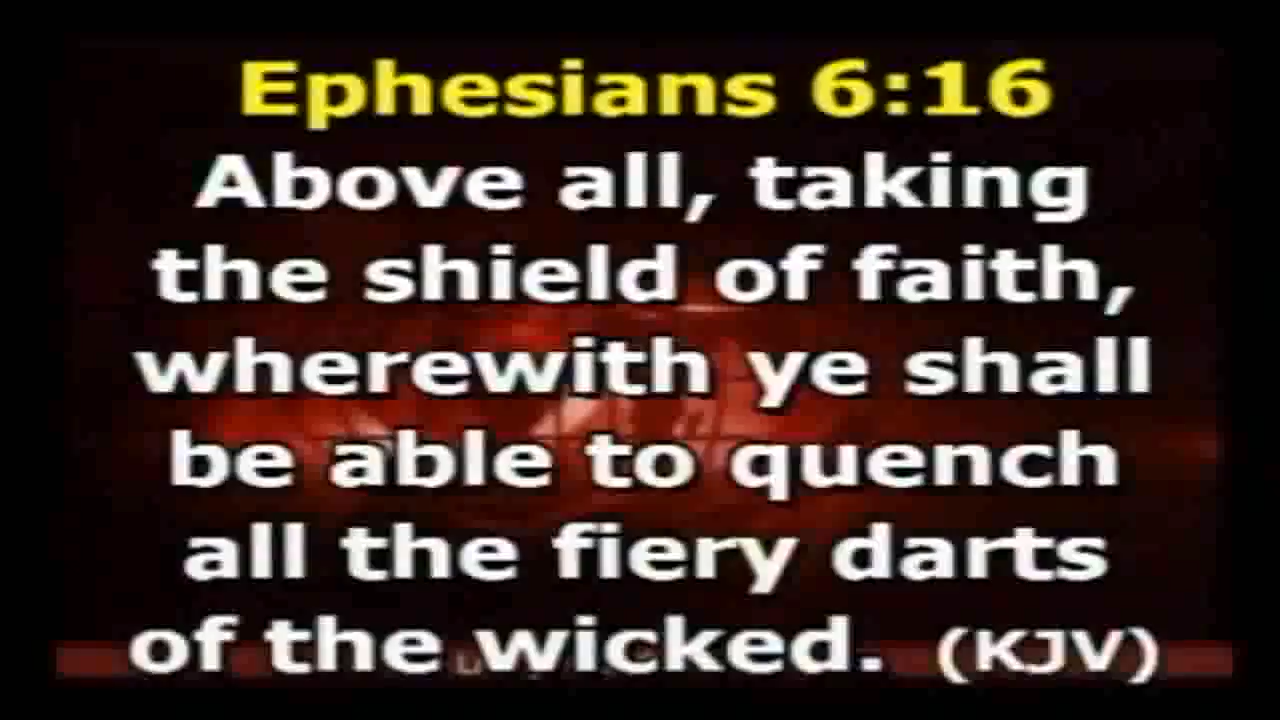 Ephesians 6:16
Above all, taking
the shield of faith,
wherewith ye shall
be able to quench
all the fiery darts
of the wicked. (KJV)